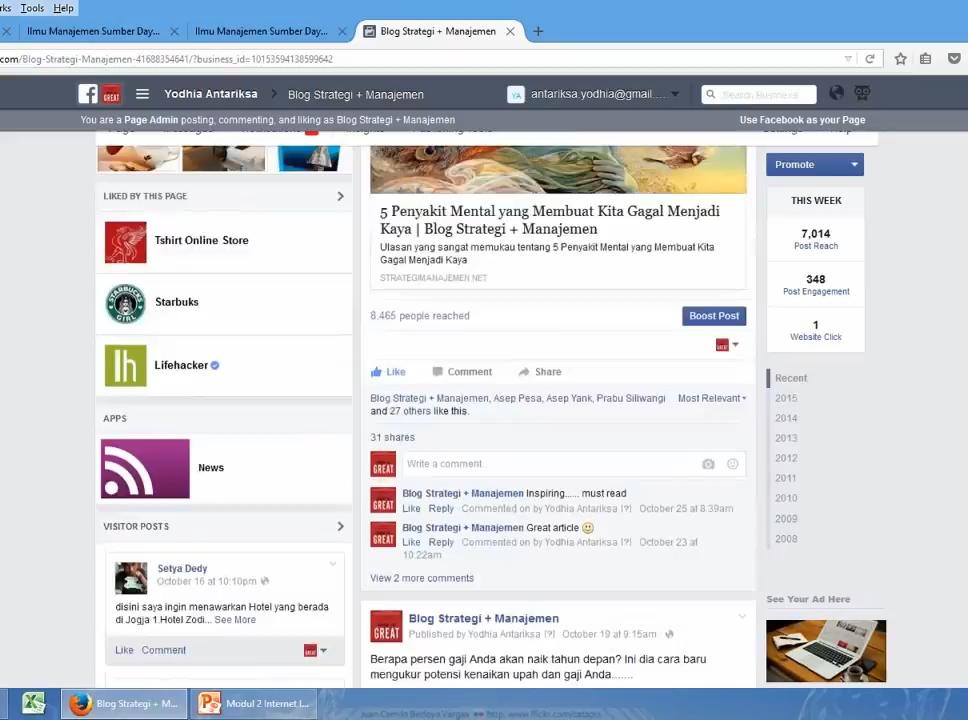 rks Tools Help
Ilmu Manajemen Sumber Day...
Ilmu Manajemen Sumber Day...
Blog Strategi + Manajemen
com/Blog-Strategi-Manajemen-41688354641/?business_id=10153594138599642
GREAT
Yodhia Antariksa
Blog Strategi + Manajemen
YA
antariksa.yodhia@gmail....
Search Business
You are a Page Admin posting, commenting, and liking as Blog Strategi + Manajemen
Use Facebook as your Page
Promote
LIKED BY THIS PAGE
Tshirt Online Store
STARBUCKS
GIRL
Starbuks
lh
Lifehacker
APPS
News
VISITOR POSTS
Setya Dedy
October 16 at 10:10pm
disini saya ingin menawarkan Hotel yang berada
di Jogja 1.Hotel Zodi... See More
Like Comment
5 Penyakit Mental yang Membuat Kita Gagal Menjadi
Kaya | Blog Strategi + Manajemen
Ulasan yang sangat memukau tentang 5 Penyakit Mental yang Membuat Kita
Gagal Menjadi Kaya
STRATEGIMANAJEMEN.NET
8,465 people reached
Boost Post
GREAT
Like Comment Share
Blog Strategi + Manajemen, Asep Pesa, Asep Yank, Prabu Siliwangi
and 27 others like this.
Most Relevant
31 shares
GREAT
Write a comment...
GREAT
Blog Strategi + Manajemen Inspiring...... must read
Like Reply Commented on by Yodhia Antariksa [?] October 25 at 8:39am
GREAT
Blog Strategi + Manajemen Great article
Like Reply Commented on by Yodhia Antariksa [?] October 23 at
10:22am
View 2 more comments
GREAT
Blog Strategi + Manajemen
Published by Yodhia Antariksa [?] October 19 at 9:15am
Berapa persen gaji Anda akan naik tahun depan? Ini dia cara baru
mengukur potensi kenaikan upah dan gaji Anda.......
THIS WEEK
7,014
Post Reach
348
Post Engagement
1
Website Click
Recent
2015
2014
2013
2012
2011
2010
2009
2008
See Your Ad Here
Blog Strategi + M...
Modul 2 Internet I...